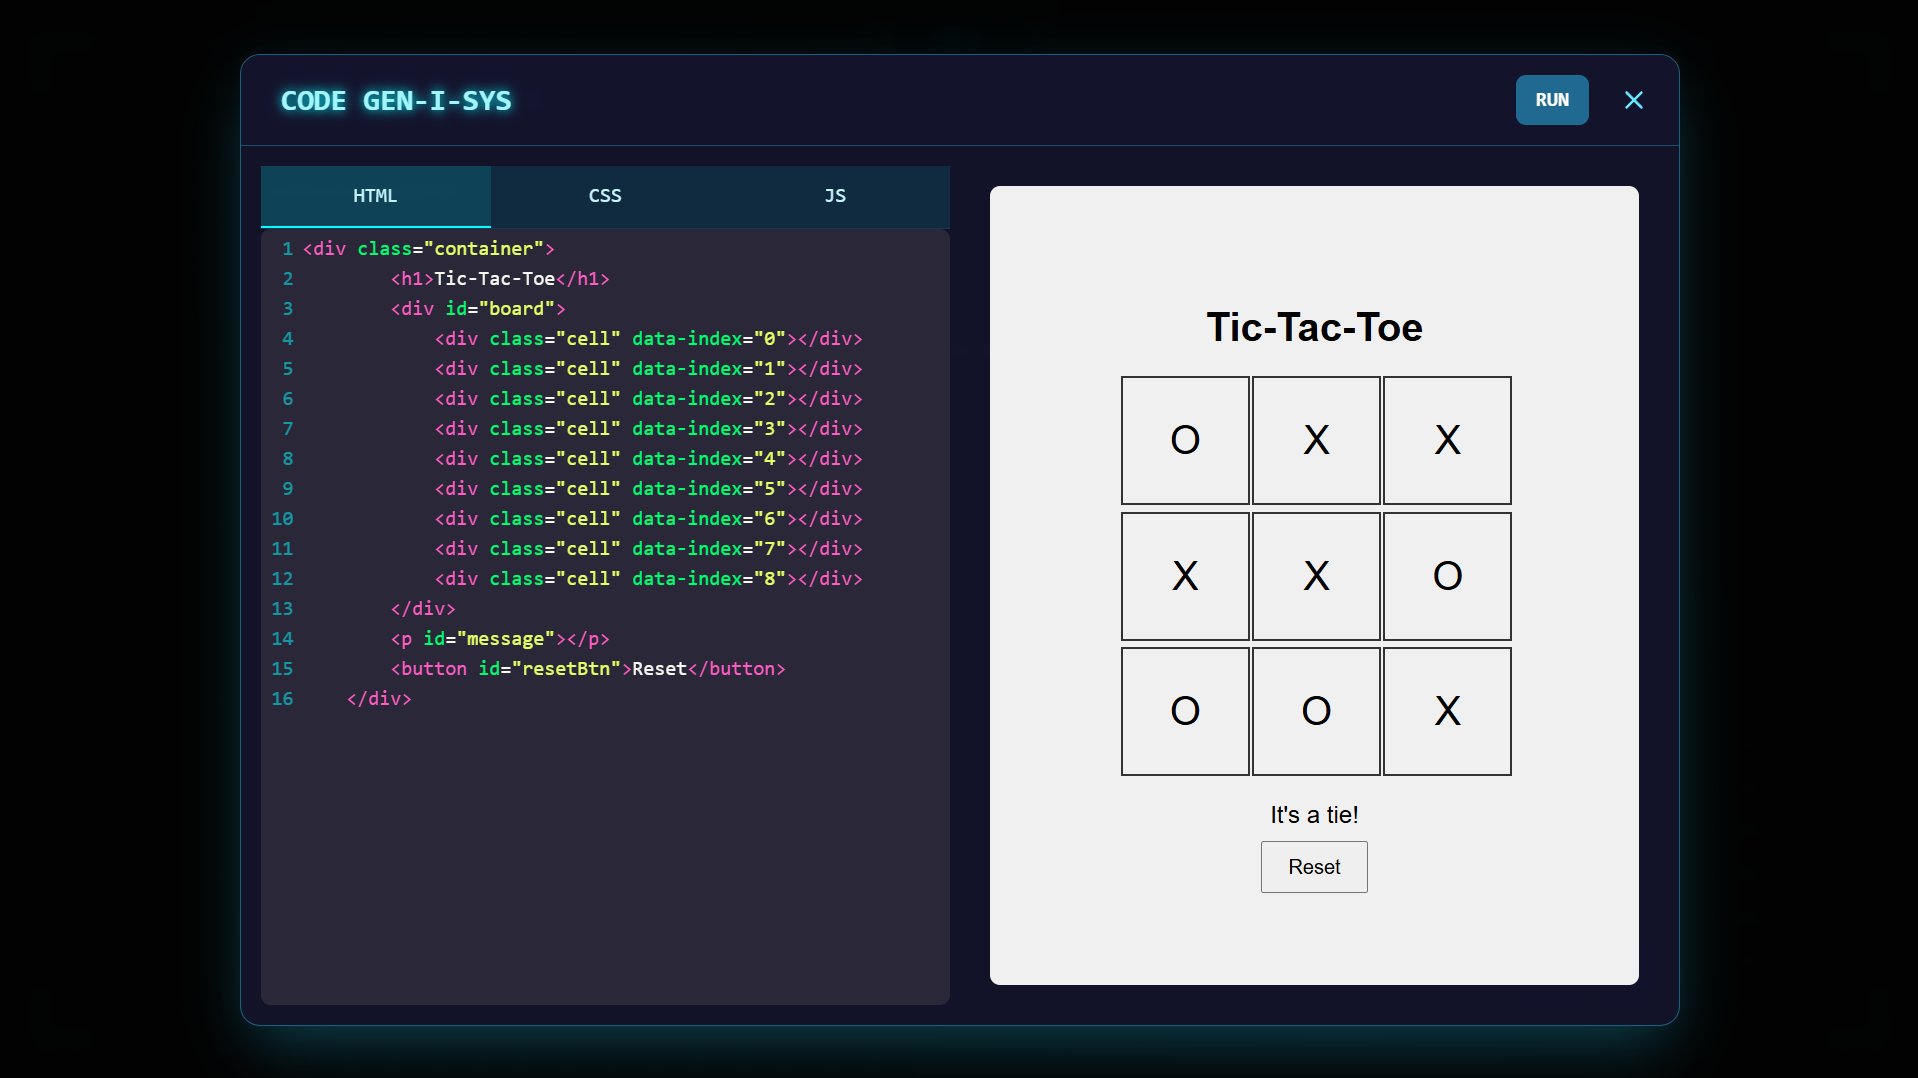 CODE GEN-I-SYS
RUN
HTML CSS JS
1 <div class="container">
2 <h1>Tic-Tac-Toe</h1>
3 <div id="board">
4 <div class="cell" data-index="0"></div>
5 <div class="cell" data-index="1"></div>
6 <div class="cell" data-index="2"></div>
7 <div class="cell" data-index="3"></div>
8 <div class="cell" data-index="4"></div>
9 <div class="cell" data-index="5"></div>
10 <div class="cell" data-index="6"></div>
11 <div class="cell" data-index="7"></div>
12 <div class="cell" data-index="8"></div>
13 </div>
14 <p id="message"></p>
15 <button id="resetBtn">Reset</button>
16 </div>
Tic-Tac-Toe
O X X
X X O
O O X
It's a tie!
Reset